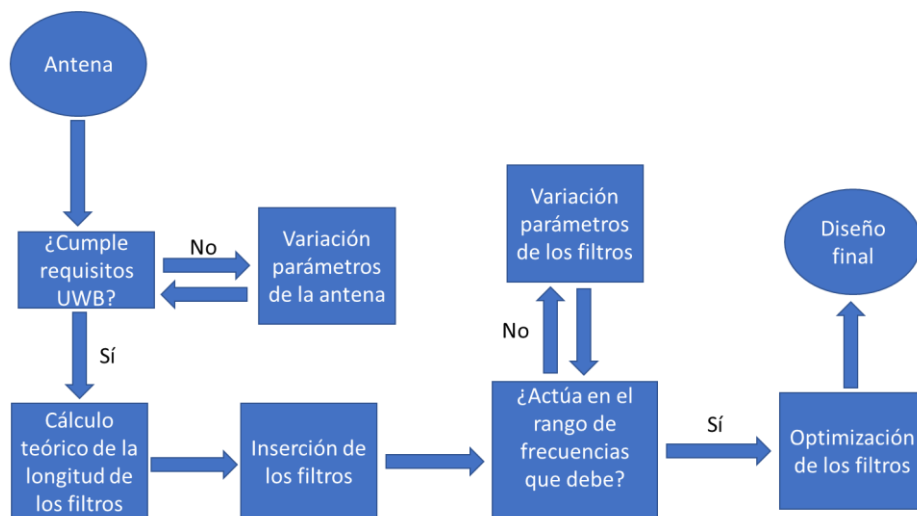 Antena
¿Cumple
requisitos
UWB?
No
Variación
parámetros
de la antena
Sí
Cálculo
teórico de la
longitud de
los filtros
Inserción de
los filtros
Variación
parámetros
de los filtros
No
¿Actúa en el
rango de
frecuencias
que debe?
Sí
Optimización
de los filtros
Diseño
final